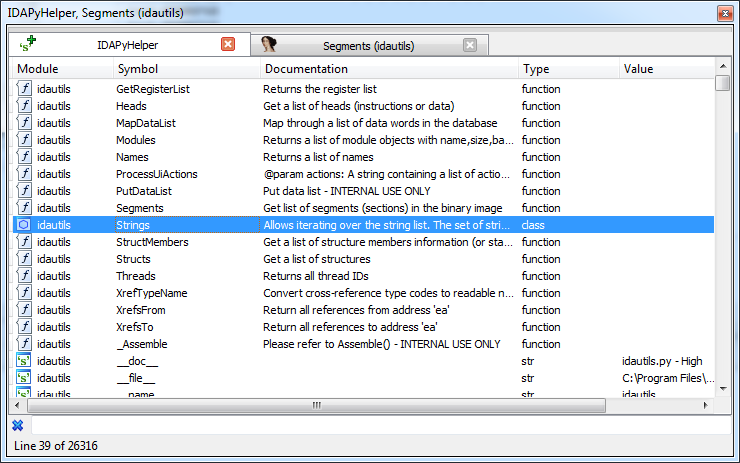 IDAPyHelper, Segments (idautils)
IDAPyHelper Segments (idautils)
Module Symbol Documentation Type Value
idautils GetRegisterList Returns the register list function
idautils Heads Get a list of heads (instructions or data) function
idautils MapDataList Map through a list of data words in the database function
idautils Modules Returns a list of module objects with name,size,ba... function
idautils Names Returns a list of names function
idautils ProcessUiActions @param actions: A string containing a list of actio... function
idautils PutDataList Put data list - INTERNAL USE ONLY function
idautils Segments Get list of segments (sections) in the binary image function
idautils Strings Allows iterating over the string list. The set of stri... class
idautils StructMembers Get a list of structure members information (or sta... function
idautils Structs Get a list of structures function
idautils Threads Returns all thread IDs function
idautils XrefTypeName Convert cross-reference type codes to readable n... function
idautils XrefsFrom Return all references from address 'ea' function
idautils XrefsTo Return all references to address 'ea' function
idautils _Assemble Please refer to Assemble() - INTERNAL USE ONLY function
idautils __doc__ str idautils.py - High
idautils __file__ str C:\Program Files\...
idautils __name__ str idautils
Line 39 of 26316